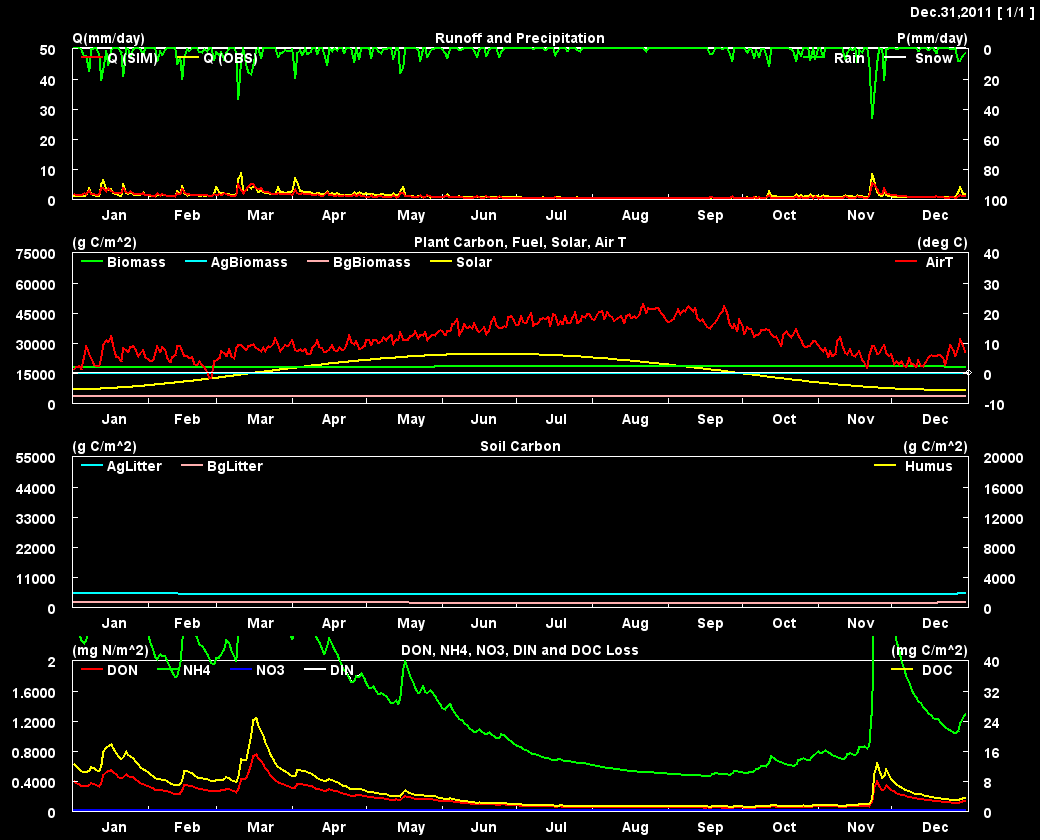 Dec.31,2011 [ 1/1 ]
Q(mm/day) Runoff and Precipitation P(mm/day)
50 0
Q (SIM) Q (OBS) Rain Snow
40 20
30 40
20 60
10 80
0 100
Jan Feb Mar Apr May Jun Jul Aug Sep Oct Nov Dec
(g C/m^2) Plant Carbon, Fuel, Solar, Air T (deg C)
75000 40
Biomass AgBiomass BgBiomass Solar AirT
60000 30
45000 20
30000 10
15000 0
0 -10
Jan Feb Mar Apr May Jun Jul Aug Sep Oct Nov Dec
(g C/m^2) Soil Carbon (g C/m^2)
55000 20000
AgLitter BgLitter Humus
44000 16000
33000 12000
22000 8000
11000 4000
0 0
Jan Feb Mar Apr May Jun Jul Aug Sep Oct Nov Dec
(mg N/m^2) DON, NH4, NO3, DIN and DOC Loss (mg C/m^2)
2 40
DON NH4 NO3 DIN DOC
1.6000 32
1.2000 24
0.8000 16
0.4000 8
0 0
Jan Feb Mar Apr May Jun Jul Aug Sep Oct Nov Dec